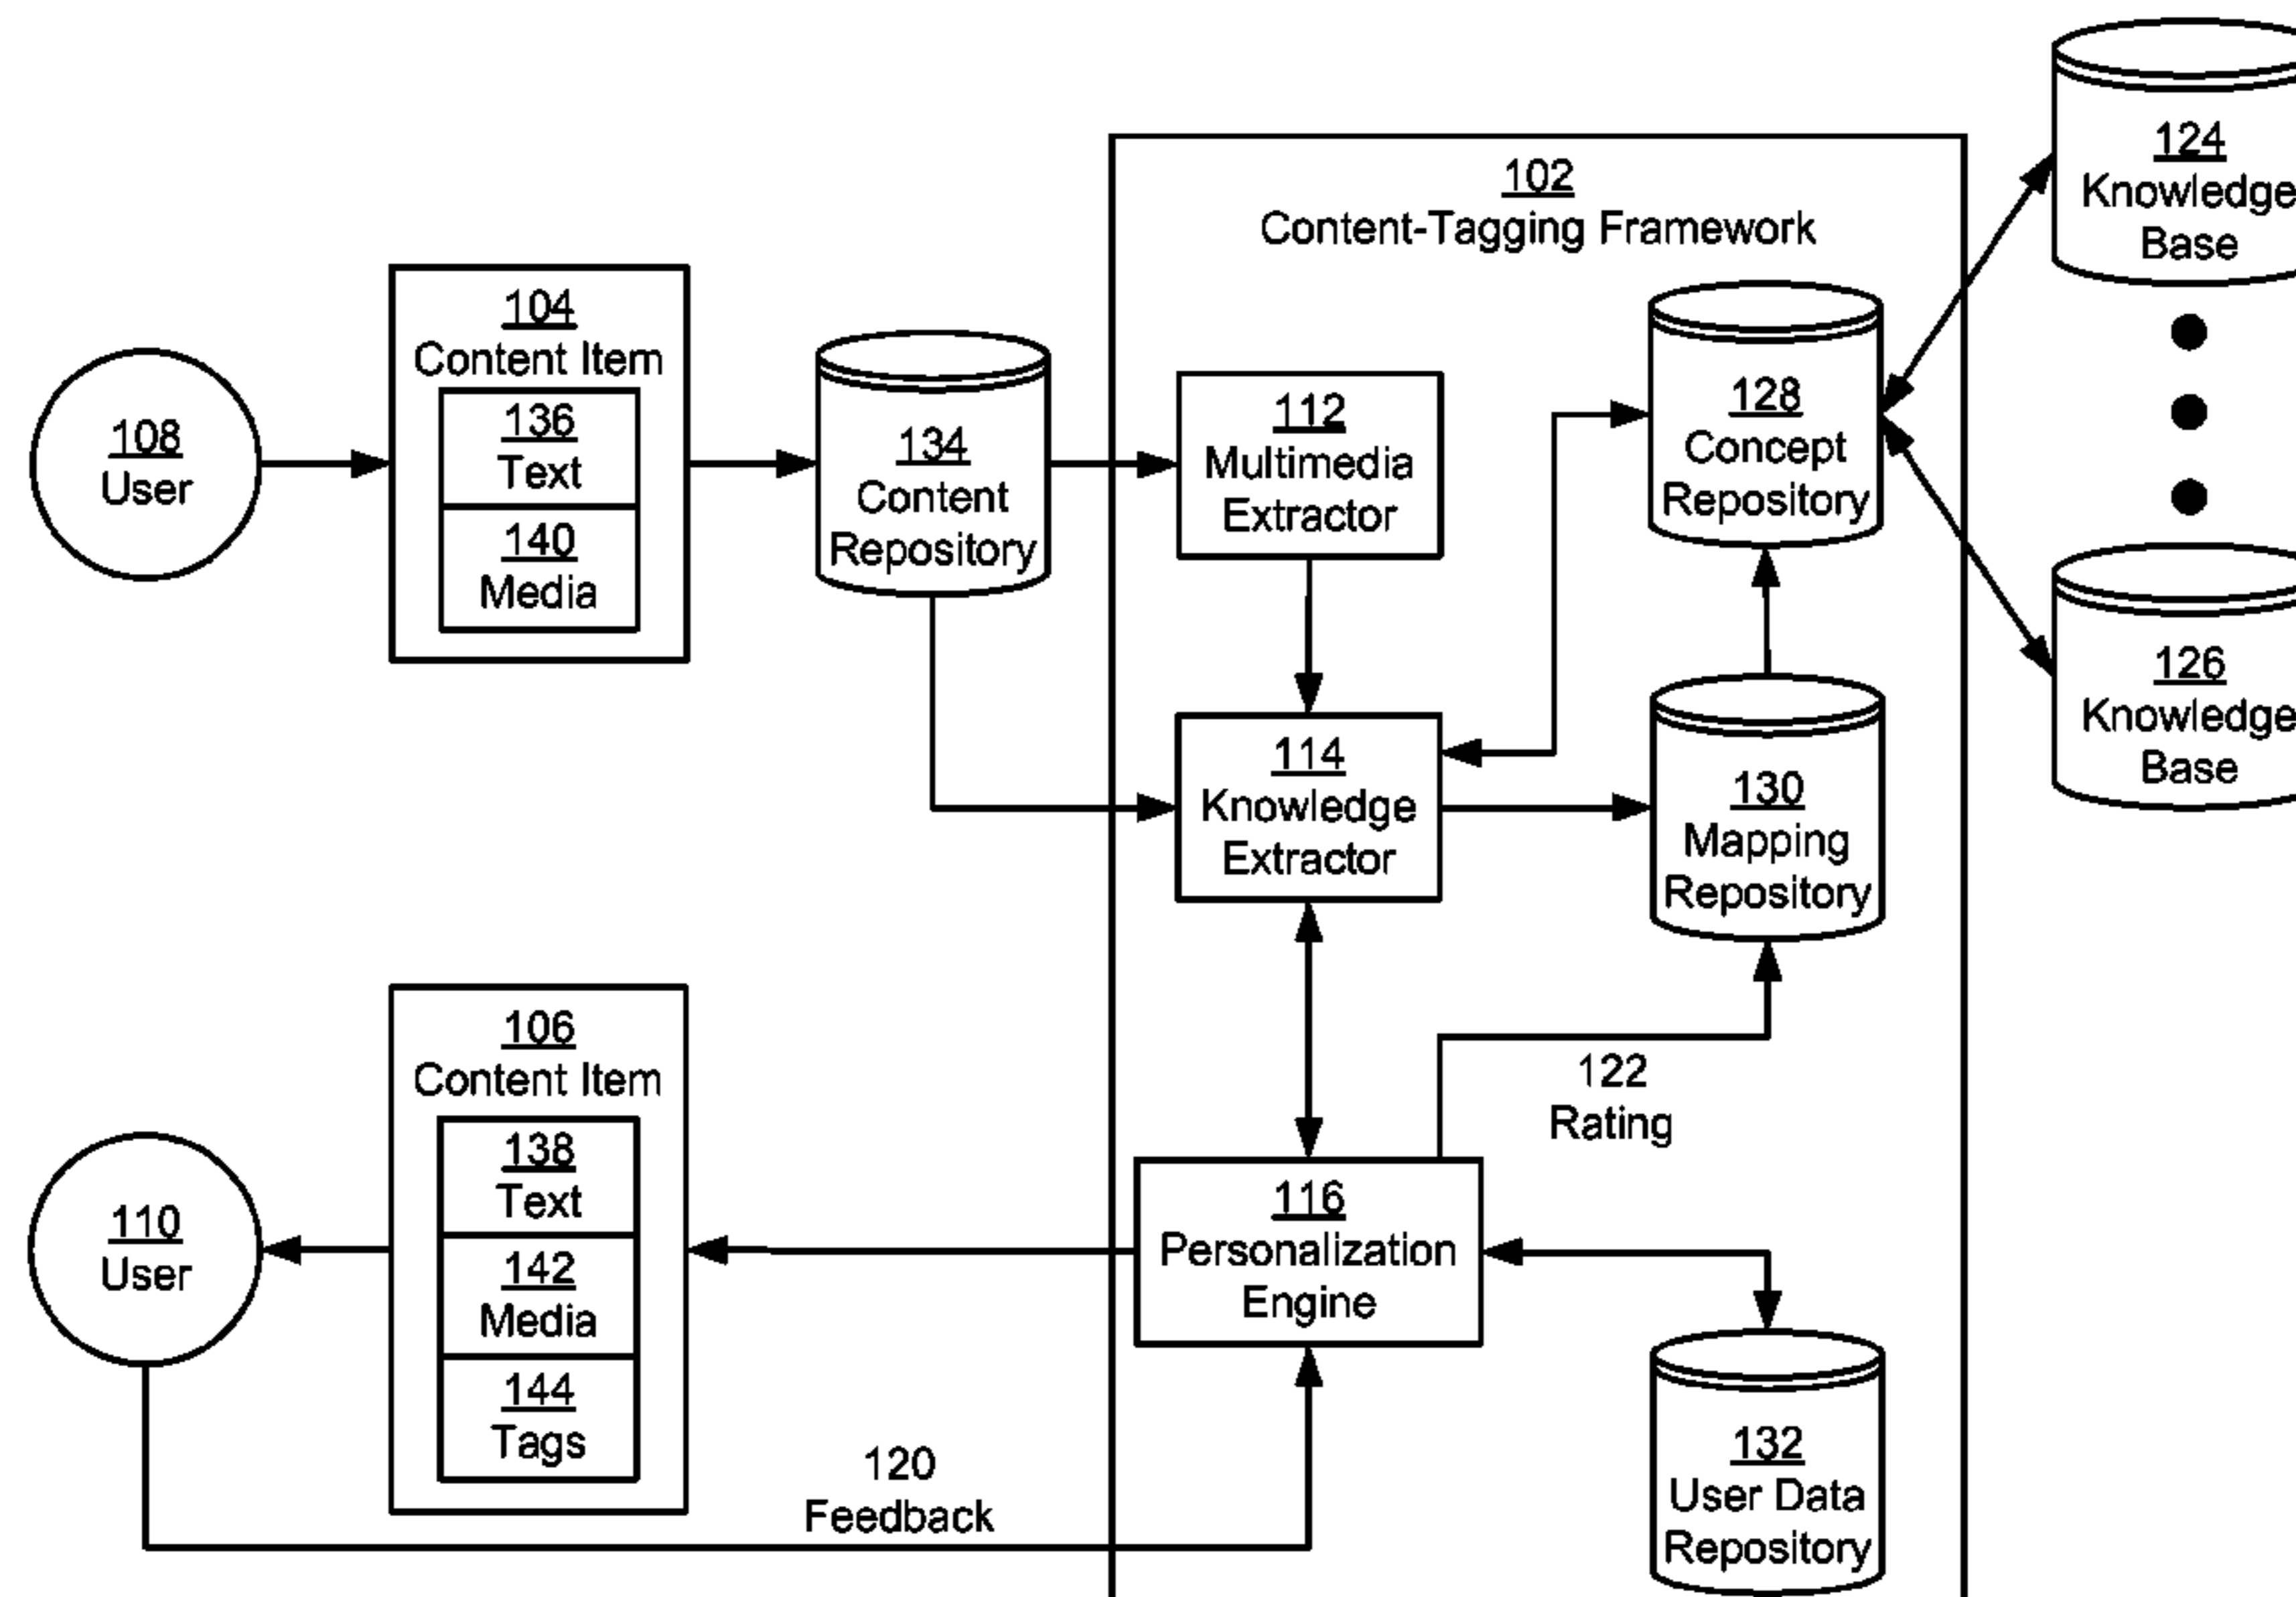 124
Knowledge
Base
102
Content-Tagging Framework
104
Content Item
136
Text
140
Media
108
User
134
Content
Repository
112
Multimedia
Extractor
128
Concept
Repository
114
Knowledge
Extractor
130
Mapping
Repository
126
Knowledge
Base
106
Content Item
138
Text
142
Media
144
Tags
110
User
122
Rating
116
Personalization
Engine
120
Feedback
132
User Data
Repository